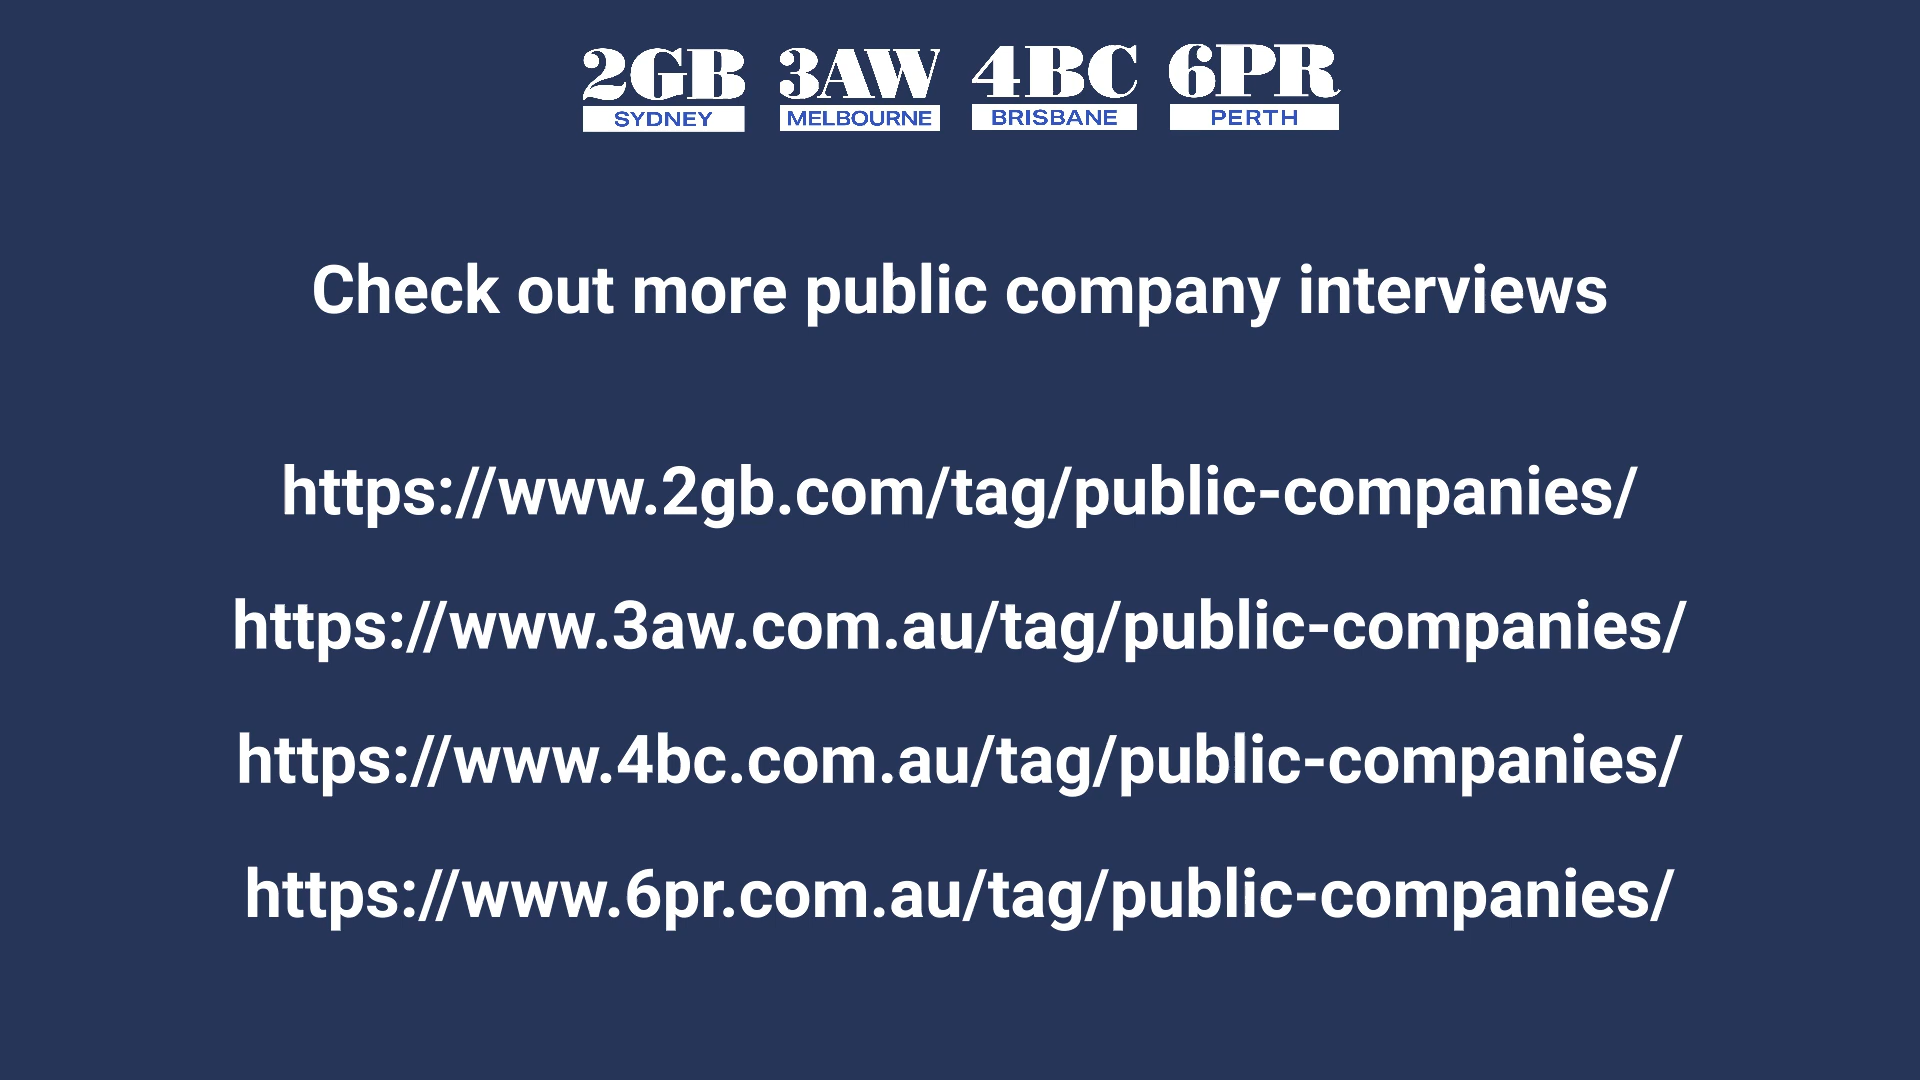 2GB 3AW 4BC 6PR
SYDNEY MELBOURNE BRISBANE PERTH
Check out more public company interviews
https://www.2gb.com/tag/public-companies/
https://www.3aw.com.au/tag/public-companies/
https://www.4bc.com.au/tag/public-companies/
https://www.6pr.com.au/tag/public-companies/